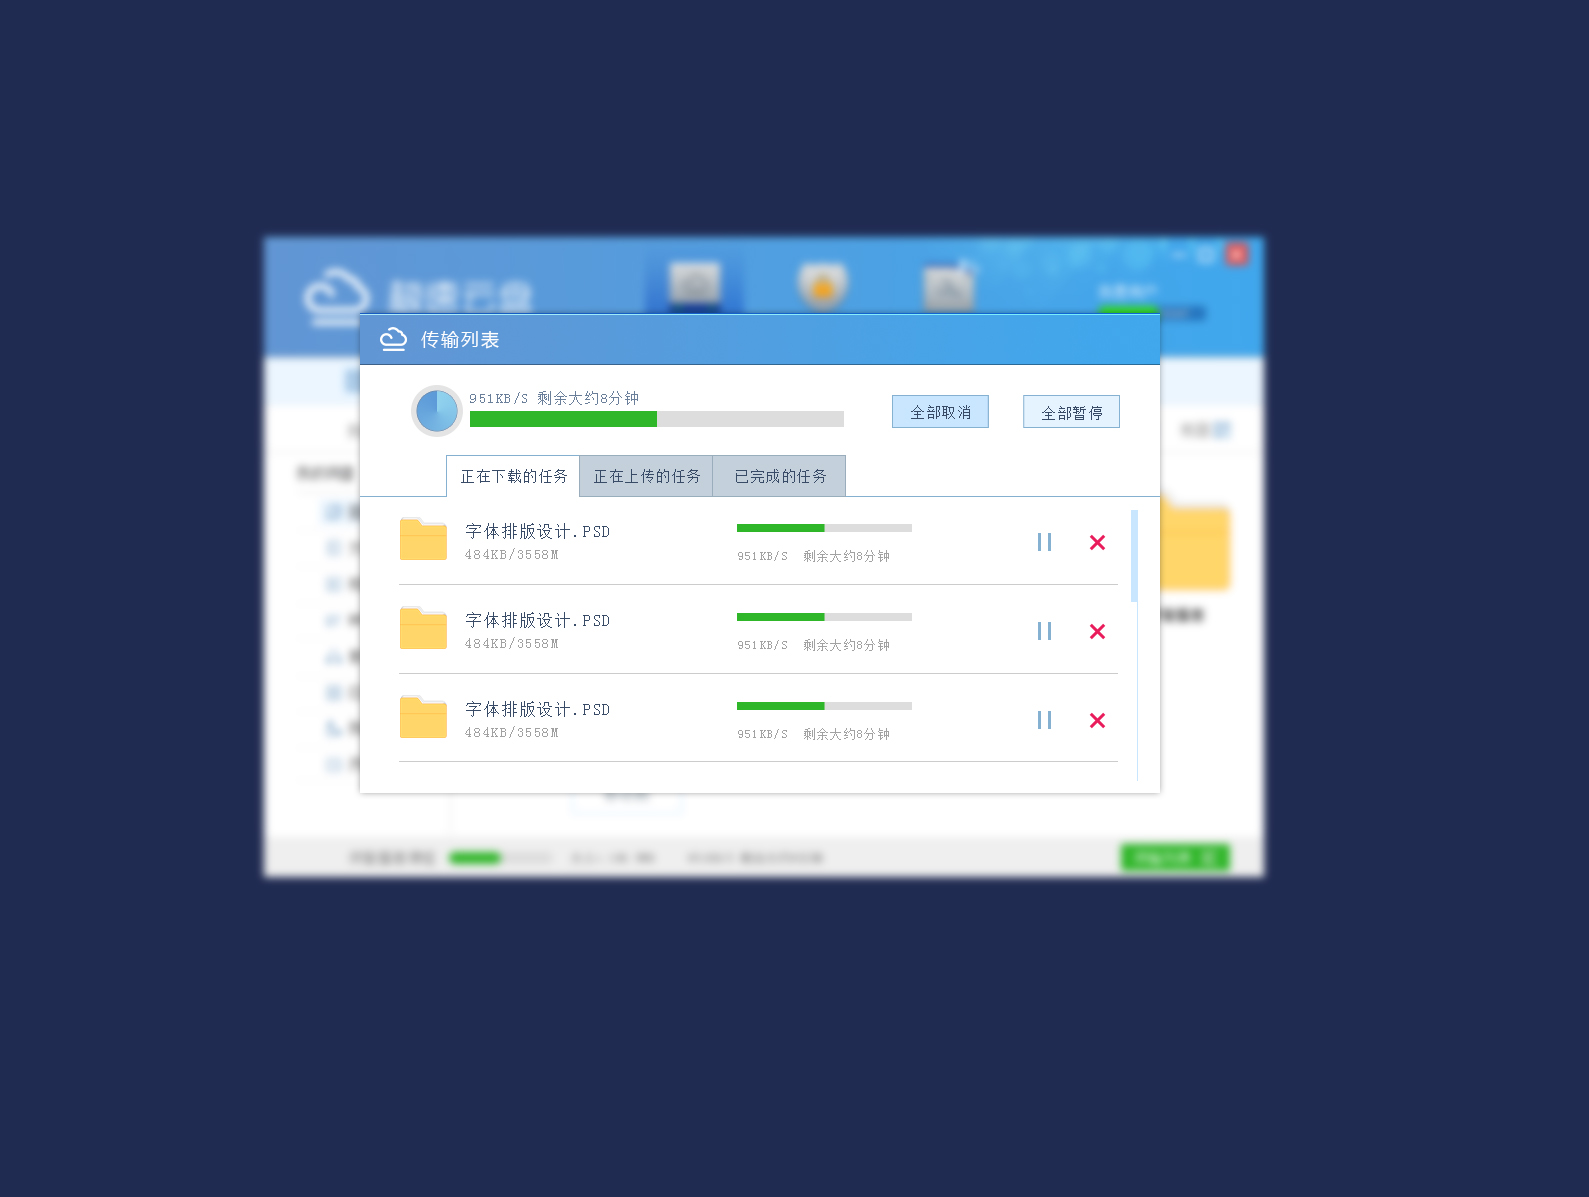 超速云盘
传输列表
951KB/S 剩余大约8分钟
全部取消
全部暂停
正在下载的任务
正在上传的任务
已完成的任务
字体排版设计.PSD
484KB/3558M
951KB/S 剩余大约8分钟
字体排版设计.PSD
484KB/3558M
951KB/S 剩余大约8分钟
字体排版设计.PSD
484KB/3558M
951KB/S 剩余大约8分钟